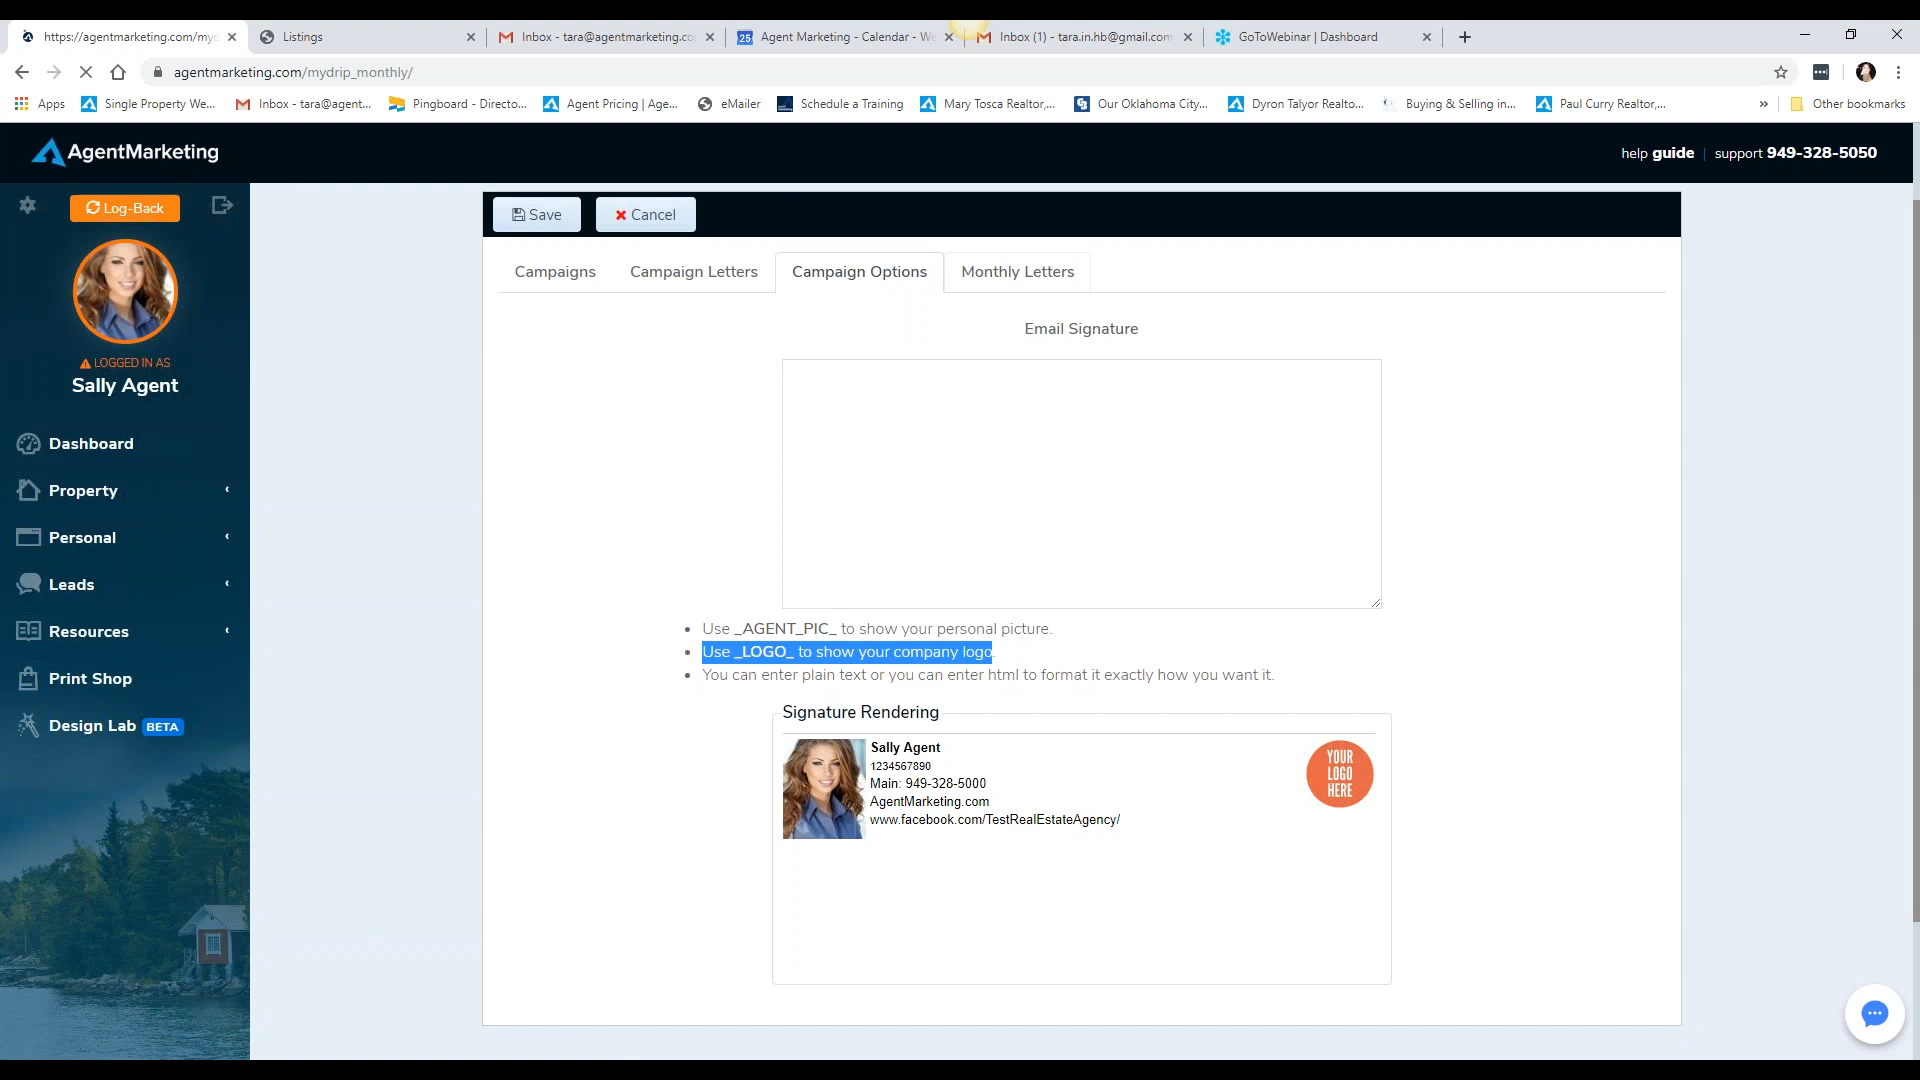 https://agentmarketing.com/myd
Listings
Inbox - tara@agentmarketing.co
Agent Marketing - Calendar - We
Inbox (1) - tara.in.hb@gmail.com
GoToWebinar | Dashboard
agentmarketing.com/mydrip_monthly/
Apps
Single Property We...
Inbox - tara@agent...
Pingboard - Directo...
Agent Pricing | Age...
eMailer
Schedule a Training
Mary Tosca Realtor,...
Our Oklahoma City...
Dyron Talyor Realto...
Buying & Selling in...
Paul Curry Realtor,...
»
Other bookmarks
AgentMarketing
help guide | support 949-328-5050
Log-Back
LOGGED IN AS
Sally Agent
Dashboard
Property
Personal
Leads
Resources
Print Shop
Design Lab BETA
Save
Cancel
Campaigns
Campaign Letters
Campaign Options
Monthly Letters
Email Signature
• Use _AGENT_PIC_ to show your personal picture.
• Use _LOGO_ to show your company logo.
• You can enter plain text or you can enter html to format it exactly how you want it.
Signature Rendering
Sally Agent
1234567890
Main: 949-328-5000
AgentMarketing.com
www.facebook.com/TestRealEstateAgency/
YOUR
LOGO
HERE